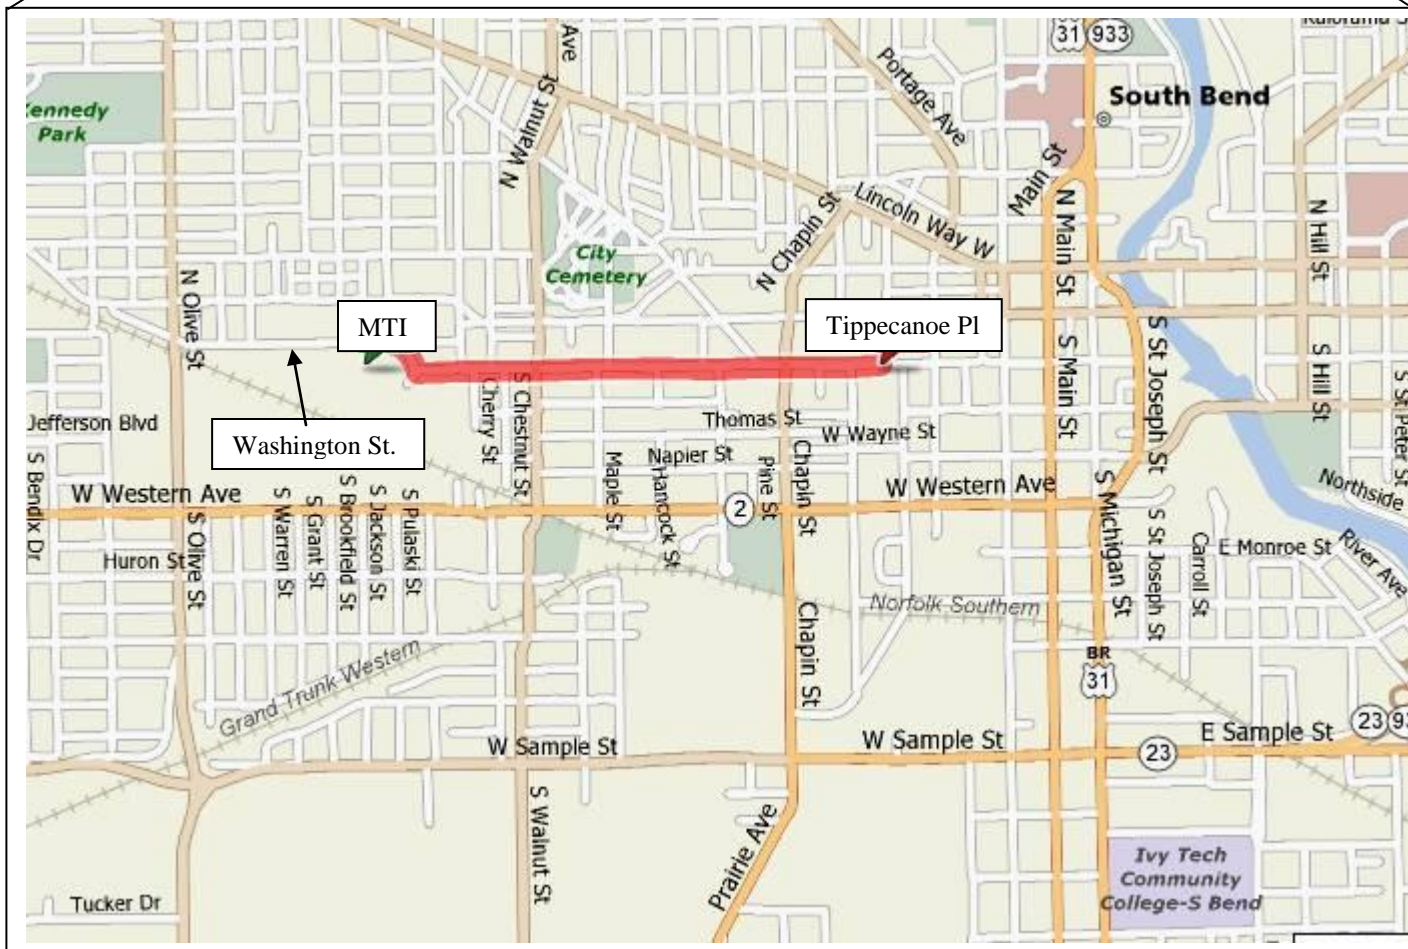 Kalorama S
31
933
Ave
Portage Ave
South Bend
Kennedy
Park
N Walnut St
Main St
Lincoln Way W
N Main St
N Hill St
City
Cemetery
N Chapin St
N Olive St
MTI
Tippecanoe Pl
S St Joseph St
S Main St
S Hill St
S St Peter St
Cherry St
S Chestnut St
Jefferson Blvd
Washington St.
Thomas St
W Wayne St
Napier St
S Bendix Dr
W Western Ave
S Warren St
S Grant St
S Brookfield St
S Jackson St
S Pulaski St
Maple St
Hancock St
Pine St
Chapin St
2
W Western Ave
S Michigan St
Northside
S Olive St
Huron St
S St Joseph St
Carroll St
E Monroe St
River Ave
Norfolk Southern
Chapin St
Grand Trunk Western
BR
31
W Sample St
W Sample St
23
E Sample St
23
93
S Walnut St
Prairie Ave
Ivy Tech
Community
College-S Bend
Tucker Dr